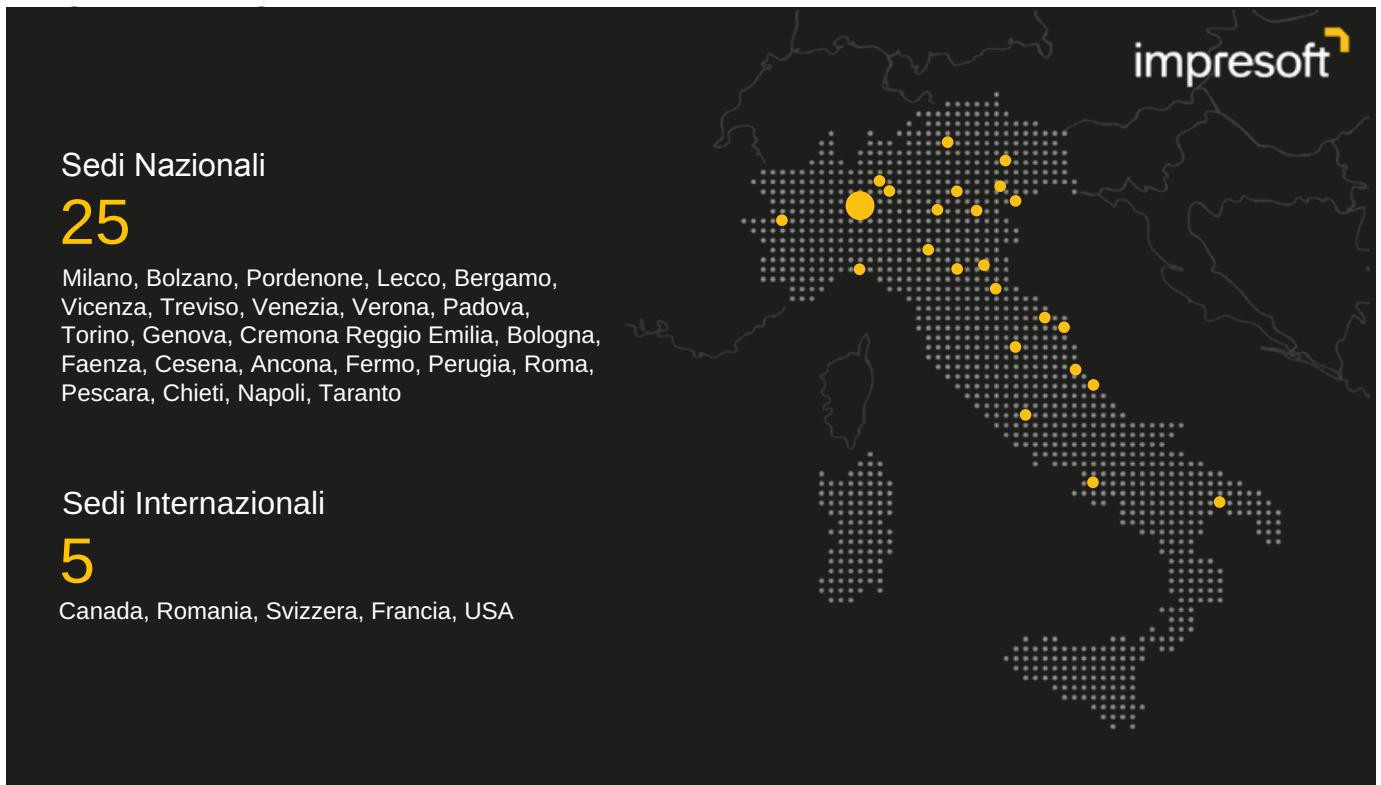 impresoft
Sedi Nazionali
25
Milano, Bolzano, Pordenone, Lecco, Bergamo,
Vicenza, Treviso, Venezia, Verona, Padova,
Torino, Genova, Cremona Reggio Emilia, Bologna,
Faenza, Cesena, Ancona, Fermo, Perugia, Roma,
Pescara, Chieti, Napoli, Taranto
Sedi Internazionali
5
Canada, Romania, Svizzera, Francia, USA